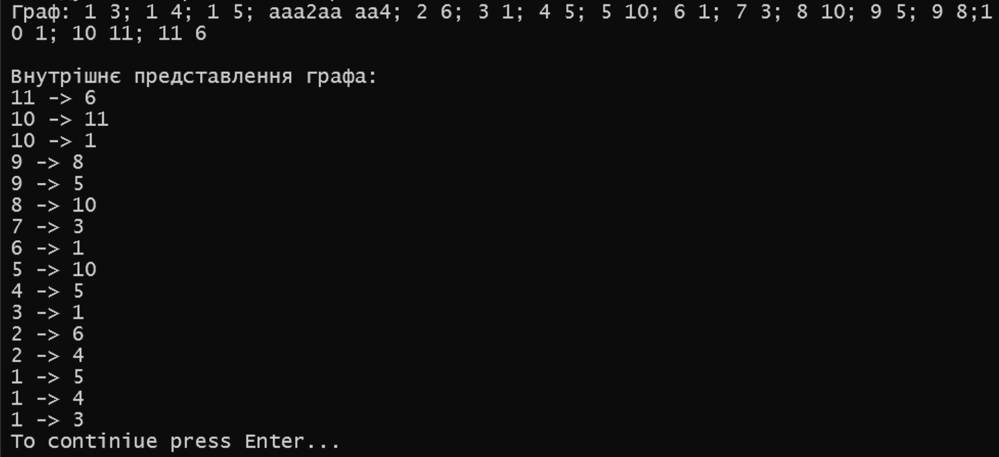 Граф: 1 3; 1 4; 1 5; aaa2aa aa4; 2 6; 3 1; 4 5; 5 10; 6 1; 7 3; 8 10; 9 5; 9 8;1
0 1; 10 11; 11 6
Внутрішнє представлення графа:
11 -> 6
10 -> 11
10 -> 1
9 -> 8
9 -> 5
8 -> 10
7 -> 3
6 -> 1
5 -> 10
4 -> 5
3 -> 1
2 -> 6
2 -> 4
1 -> 5
1 -> 4
1 -> 3
To continiue press Enter...